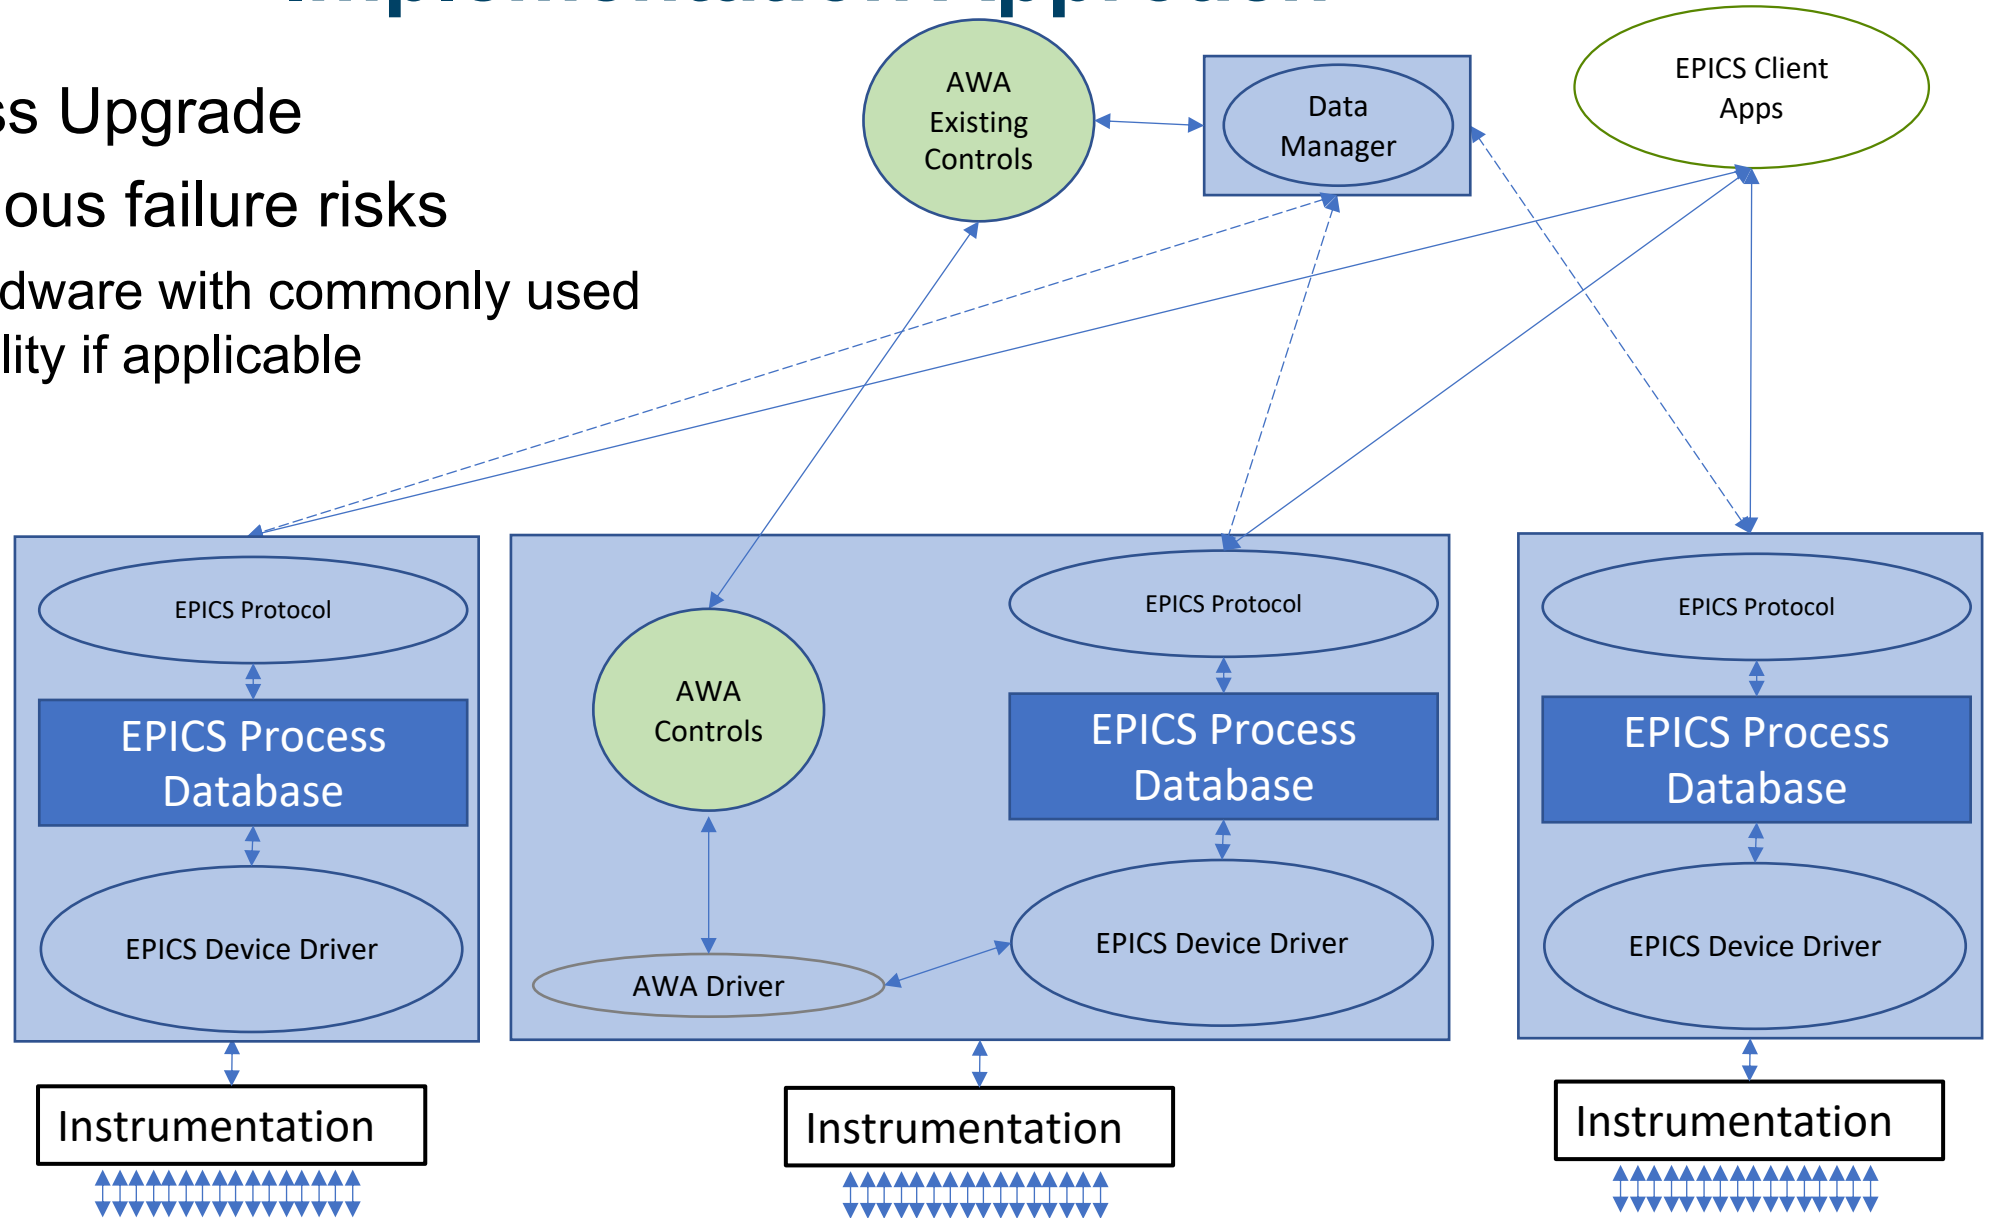 Implementation Approach
ss Upgrade
ous failure risks
dware with commonly used
lity if applicable
AWA
Existing
Controls
Data
Manager
EPICS Client
Apps
EPICS Protocol
EPICS Process
Database
EPICS Device Driver
Instrumentation
AWA
Controls
AWA Driver
EPICS Protocol
EPICS Process
Database
EPICS Device Driver
Instrumentation
EPICS Protocol
EPICS Process
Database
EPICS Device Driver
Instrumentation